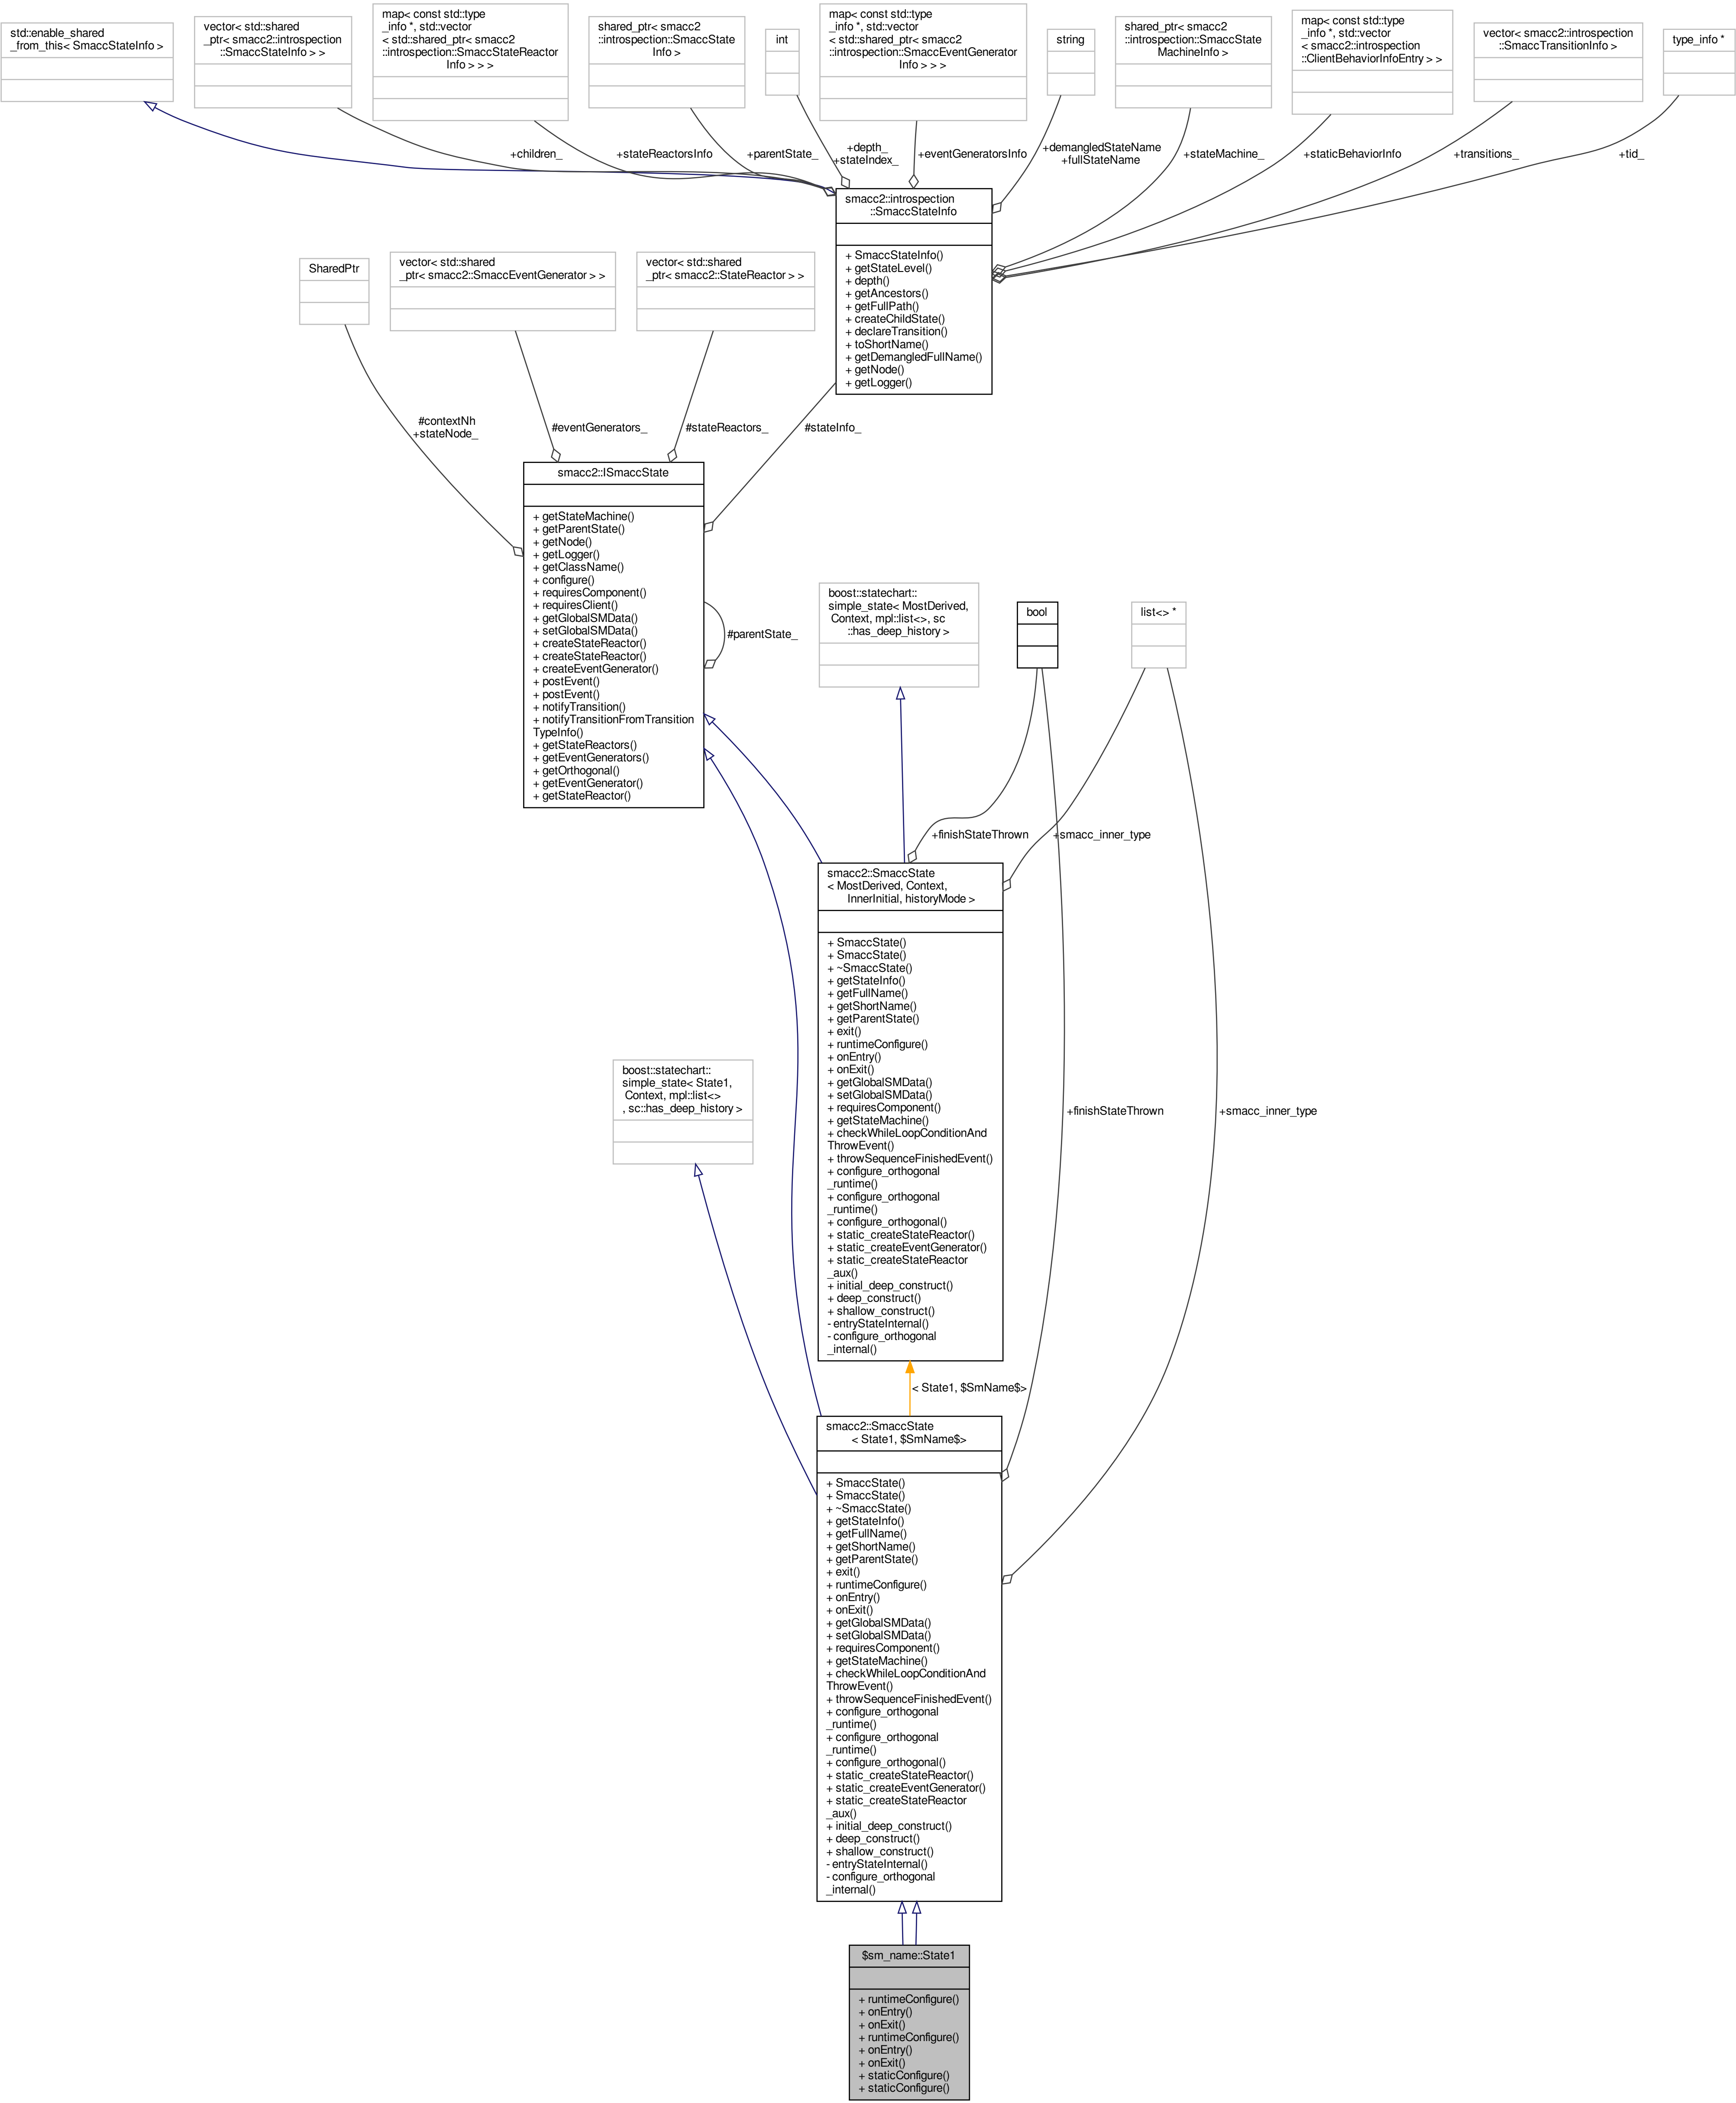 std::enable_shared
_from_this< SmaccStateInfo >
vector< std::shared
_ptr< smacc2::introspection
::SmaccStateInfo > >
map< const std::type
_info *, std::vector
< std::shared_ptr< smacc2
::introspection::SmaccStateReactor
Info > > >
shared_ptr< smacc2
::introspection::SmaccState
Info >
int
map< const std::type
_info *, std::vector
< std::shared_ptr< smacc2
::introspection::SmaccEventGenerator
Info > > >
string
shared_ptr< smacc2
::introspection::SmaccState
MachineInfo >
map< const std::type
_info *, std::vector
< smacc2::introspection
::ClientBehaviorInfoEntry > >
vector< smacc2::introspection
::SmaccTransitionInfo >
type_info *
+children_
+stateReactorsInfo
+parentState_
+depth_
+stateIndex_
+eventGeneratorsInfo
+demangledStateName
+fullStateName
+stateMachine_
+staticBehaviorInfo
+transitions_
+tid_
smacc2::introspection
::SmaccStateInfo
+ SmaccStateInfo()
+ getStateLevel()
+ depth()
+ getAncestors()
+ getFullPath()
+ createChildState()
+ declareTransition()
+ toShortName()
+ getDemangledFullName()
+ getNode()
+ getLogger()
SharedPtr
vector< std::shared
_ptr< smacc2::SmaccEventGenerator > >
vector< std::shared
_ptr< smacc2::StateReactor > >
#contextNh
+stateNode_
#eventGenerators_
#stateReactors_
#stateInfo_
smacc2::ISmaccState
+ getStateMachine()
+ getParentState()
+ getNode()
+ getLogger()
+ getClassName()
+ configure()
+ requiresComponent()
+ requiresClient()
+ getGlobalSMData()
+ setGlobalSMData()
+ createStateReactor()
+ createStateReactor()
+ createEventGenerator()
+ postEvent()
+ postEvent()
+ notifyTransition()
+ notifyTransitionFromTransition
TypeInfo()
+ getStateReactors()
+ getEventGenerators()
+ getOrthogonal()
+ getEventGenerator()
+ getStateReactor()
#parentState_
boost::statechart::
simple_state< MostDerived,
Context, mpl::list<>, sc
::has_deep_history >
bool
list<> *
+finishStateThrown
+smacc_inner_type
smacc2::SmaccState
< MostDerived, Context,
InnerInitial, historyMode >
+ SmaccState()
+ SmaccState()
+ ~SmaccState()
+ getStateInfo()
+ getFullName()
+ getShortName()
+ getParentState()
+ exit()
+ runtimeConfigure()
+ onEntry()
+ onExit()
+ getGlobalSMData()
+ setGlobalSMData()
+ requiresComponent()
+ getStateMachine()
+ checkWhileLoopConditionAnd
ThrowEvent()
+ throwSequenceFinishedEvent()
+ configure_orthogonal
_runtime()
+ configure_orthogonal
_runtime()
+ configure_orthogonal()
+ static_createStateReactor()
+ static_createEventGenerator()
+ static_createStateReactor
_aux()
+ initial_deep_construct()
+ deep_construct()
+ shallow_construct()
- entryStateInternal()
- configure_orthogonal
_internal()
boost::statechart::
simple_state< State1,
Context, mpl::list<>
, sc::has_deep_history >
+finishStateThrown
+smacc_inner_type
< State1, $SmName$>
smacc2::SmaccState
< State1, $SmName$>
+ SmaccState()
+ SmaccState()
+ ~SmaccState()
+ getStateInfo()
+ getFullName()
+ getShortName()
+ getParentState()
+ exit()
+ runtimeConfigure()
+ onEntry()
+ onExit()
+ getGlobalSMData()
+ setGlobalSMData()
+ requiresComponent()
+ getStateMachine()
+ checkWhileLoopConditionAnd
ThrowEvent()
+ throwSequenceFinishedEvent()
+ configure_orthogonal
_runtime()
+ configure_orthogonal
_runtime()
+ configure_orthogonal()
+ static_createStateReactor()
+ static_createEventGenerator()
+ static_createStateReactor
_aux()
+ initial_deep_construct()
+ deep_construct()
+ shallow_construct()
- entryStateInternal()
- configure_orthogonal
_internal()
$sm_name::State1
+ runtimeConfigure()
+ onEntry()
+ onExit()
+ runtimeConfigure()
+ onEntry()
+ onExit()
+ staticConfigure()
+ staticConfigure()